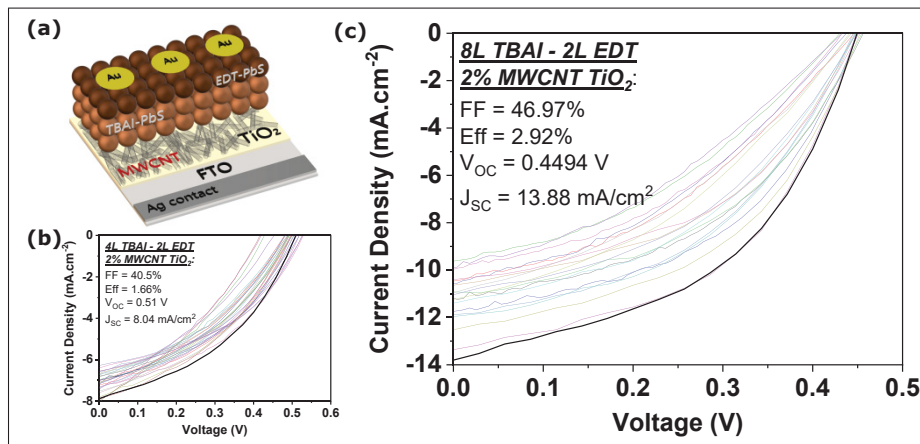 (a)
Au
Au
Au
EDT-PbS
TBAI-PbS
TiO₂
MWCNT
FTO
Ag contact
(b)
4L TBAI - 2L EDT
2% MWCNT TiO₂:
FF = 40.5%
Eff = 1.66%
V_OC = 0.51 V
J_SC = 8.04 mA/cm²
Current Density (mA.cm⁻²)
0
-2
-4
-6
-8
0.0 0.1 0.2 0.3 0.4 0.5 0.6
Voltage (V)
(c)
8L TBAI - 2L EDT
2% MWCNT TiO₂:
FF = 46.97%
Eff = 2.92%
V_OC = 0.4494 V
J_SC = 13.88 mA/cm²
Current Density (mA.cm⁻²)
0
-2
-4
-6
-8
-10
-12
-14
0.0 0.1 0.2 0.3 0.4 0.5
Voltage (V)